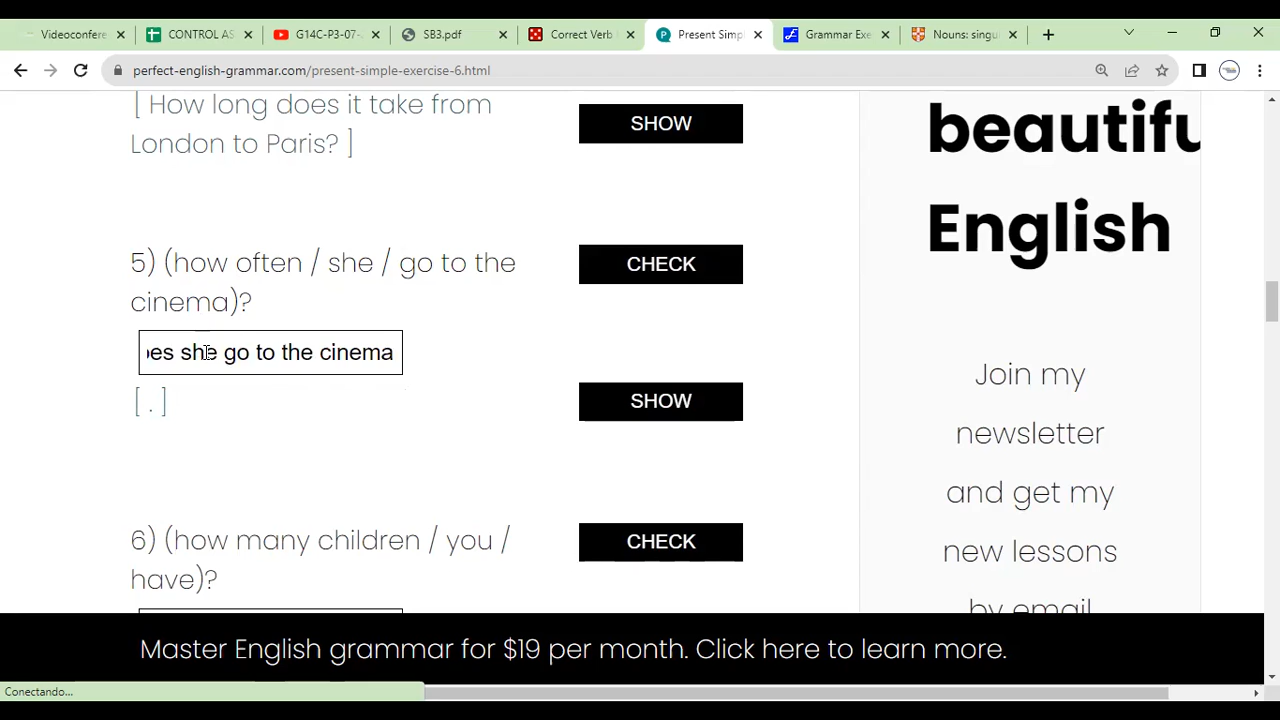 Videoconfere
CONTROL AS
G14C-P3-07-
SB3.pdf
Correct Verb
Present Simp
Grammar Exe
Nouns: singu
perfect-english-grammar.com/present-simple-exercise-6.html
[ How long does it take from
London to Paris? ]
SHOW
5) (how often / she / go to the
cinema)?
CHECK
oes she go to the cinema
[ . ]
SHOW
6) (how many children / you /
have)?
CHECK
beautifu
English
Join my
newsletter
and get my
new lessons
by email
Master English grammar for $19 per month. Click here to learn more.
Conectando...